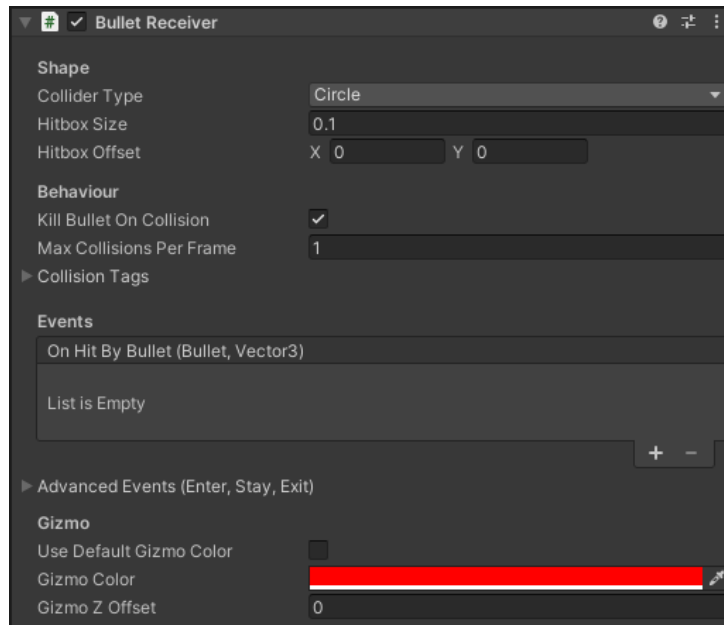 Bullet Receiver
Shape
Collider Type Circle
Hitbox Size 0.1
Hitbox Offset X 0 Y 0
Behaviour
Kill Bullet On Collision
Max Collisions Per Frame 1
Collision Tags
Events
On Hit By Bullet (Bullet, Vector3)
List is Empty
Advanced Events (Enter, Stay, Exit)
Gizmo
Use Default Gizmo Color
Gizmo Color
Gizmo Z Offset 0